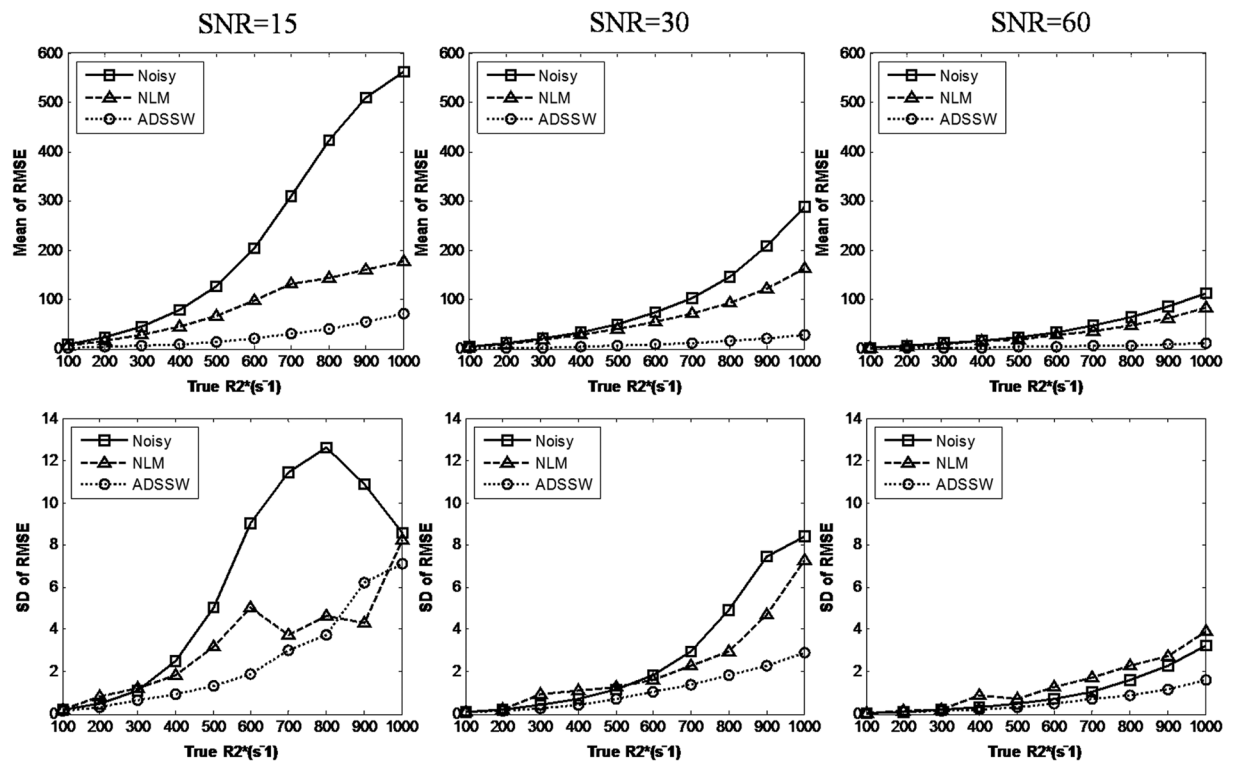 SNR=15 SNR=30 SNR=60
600 600 600
Noisy Noisy Noisy
500 500 500
NLM NLM NLM
ADSSW ADSSW ADSSW
400 400 400
Mean of RMSE Mean of RMSE Mean of RMSE
300 300 300
200 200 200
100 100 100
0 0 0
100 200 300 400 500 600 700 800 900 1000 100 200 300 400 500 600 700 800 900 1000 100 200 300 400 500 600 700 800 900 1000
True R2*(s⁻1) True R2*(s⁻1) True R2*(s⁻1)
14 14 14
Noisy Noisy Noisy
12 12 12
NLM NLM NLM
ADSSW ADSSW ADSSW
10 10 10
8 8 8
SD of RMSE SD of RMSE SD of RMSE
6 6 6
4 4 4
2 2 2
0 0 0
100 200 300 400 500 600 700 800 900 1000 100 200 300 400 500 600 700 800 900 1000 100 200 300 400 500 600 700 800 900 1000
True R2*(s⁻1) True R2*(s⁻1) True R2*(s⁻1)